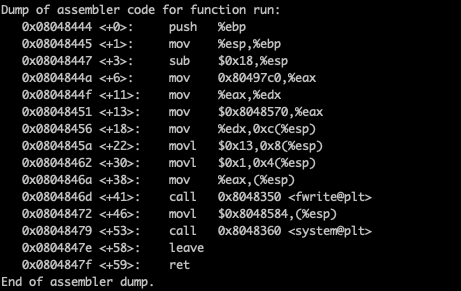 Dump of assembler code for function run:
   0x08048444 <+0>:	push   %ebp
   0x08048445 <+1>:	mov    %esp,%ebp
   0x08048447 <+3>:	sub    $0x18,%esp
   0x0804844a <+6>:	mov    0x80497c0,%eax
   0x0804844f <+11>:	mov    %eax,%edx
   0x08048451 <+13>:	mov    $0x8048570,%eax
   0x08048456 <+18>:	mov    %edx,0xc(%esp)
   0x0804845a <+22>:	movl   $0x13,0x8(%esp)
   0x08048462 <+30>:	movl   $0x1,0x4(%esp)
   0x0804846a <+38>:	mov    %eax,(%esp)
   0x0804846d <+41>:	call   0x8048350 <fwrite@plt>
   0x08048472 <+46>:	movl   $0x8048584,(%esp)
   0x08048479 <+53>:	call   0x8048360 <system@plt>
   0x0804847e <+58>:	leave
   0x0804847f <+59>:	ret
End of assembler dump.